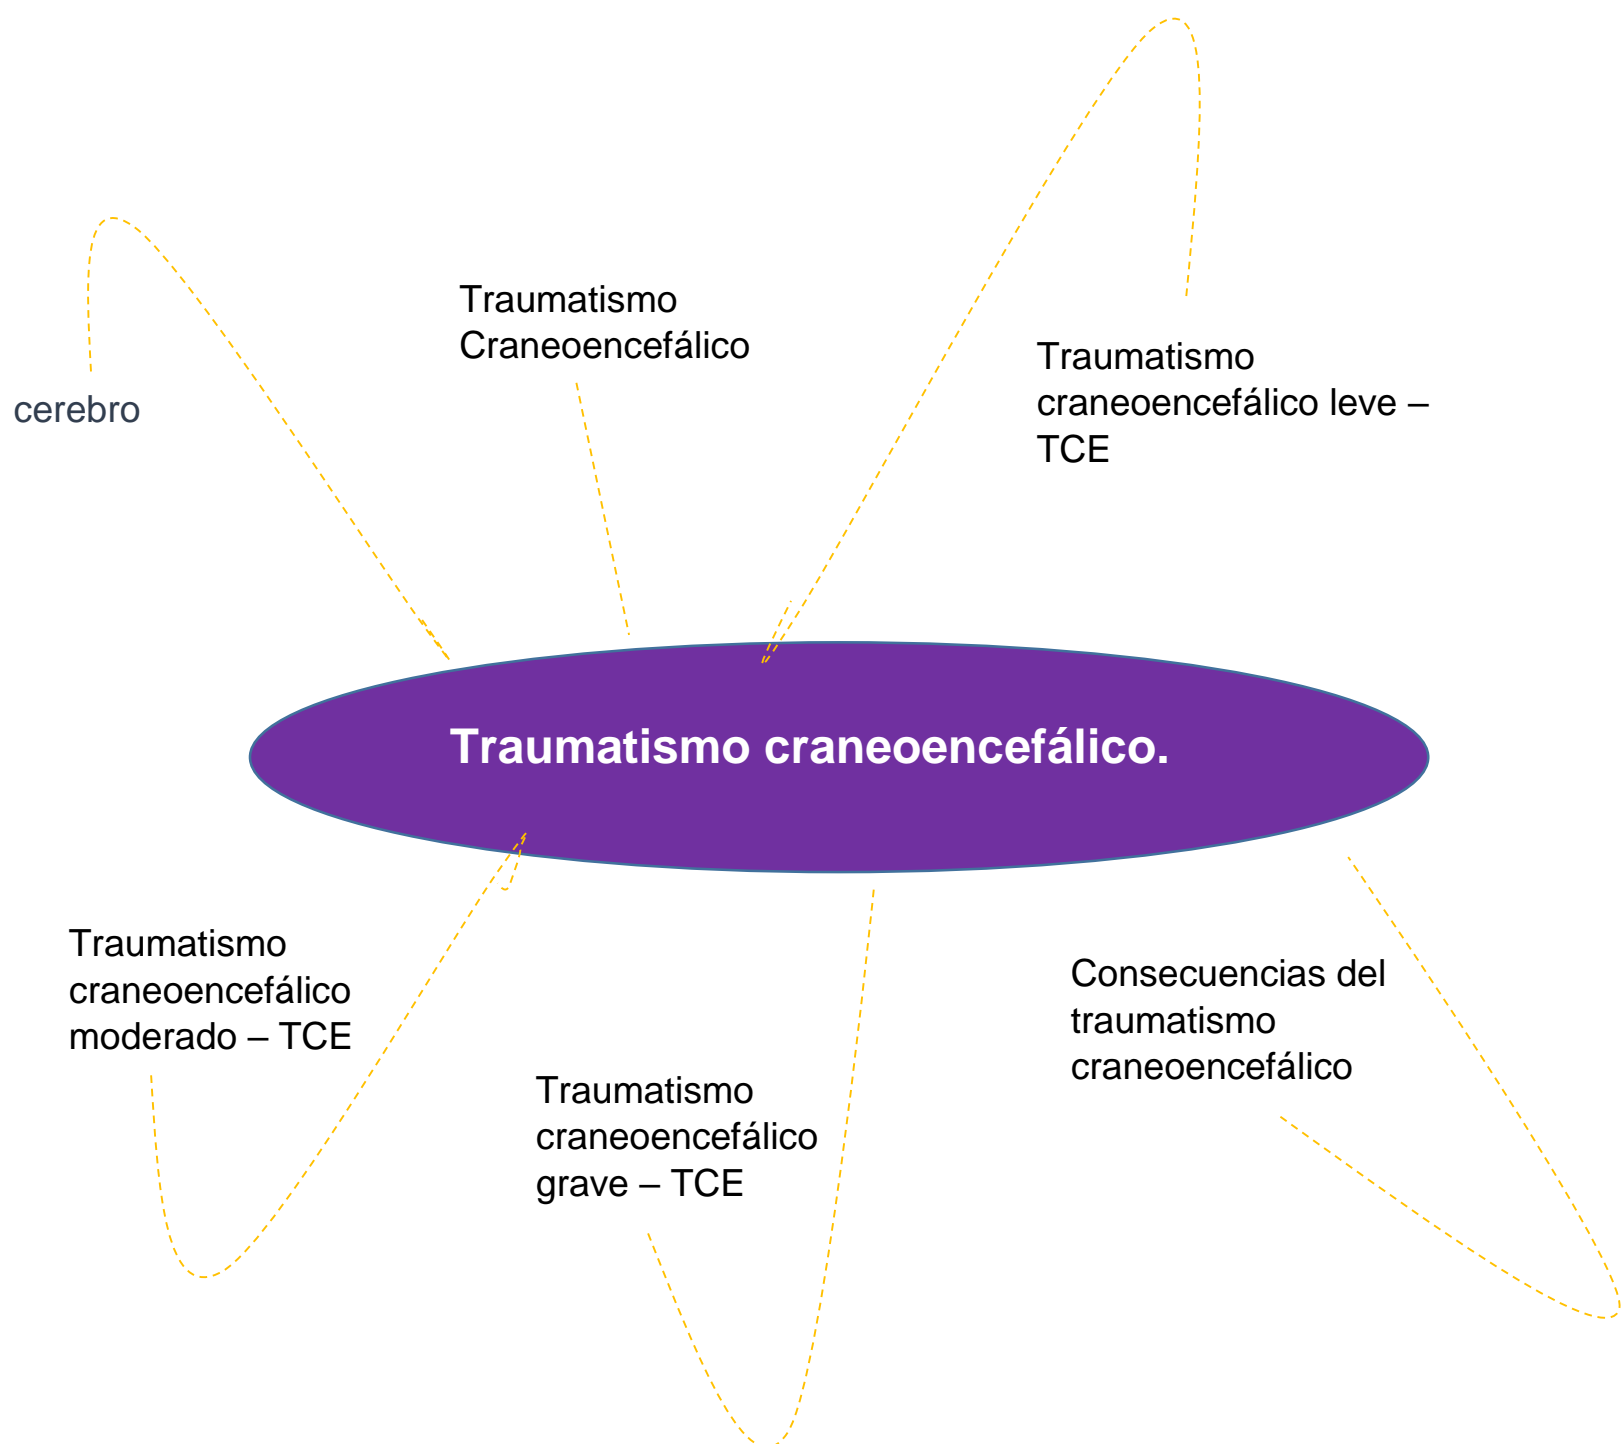 Traumatismo
Craneoencefálico
Traumatismo
craneoencefálico leve –
TCE
cerebro
Traumatismo craneoencefálico.
Traumatismo
craneoencefálico
moderado – TCE
Consecuencias del
traumatismo
craneoencefálico
Traumatismo
craneoencefálico
grave – TCE